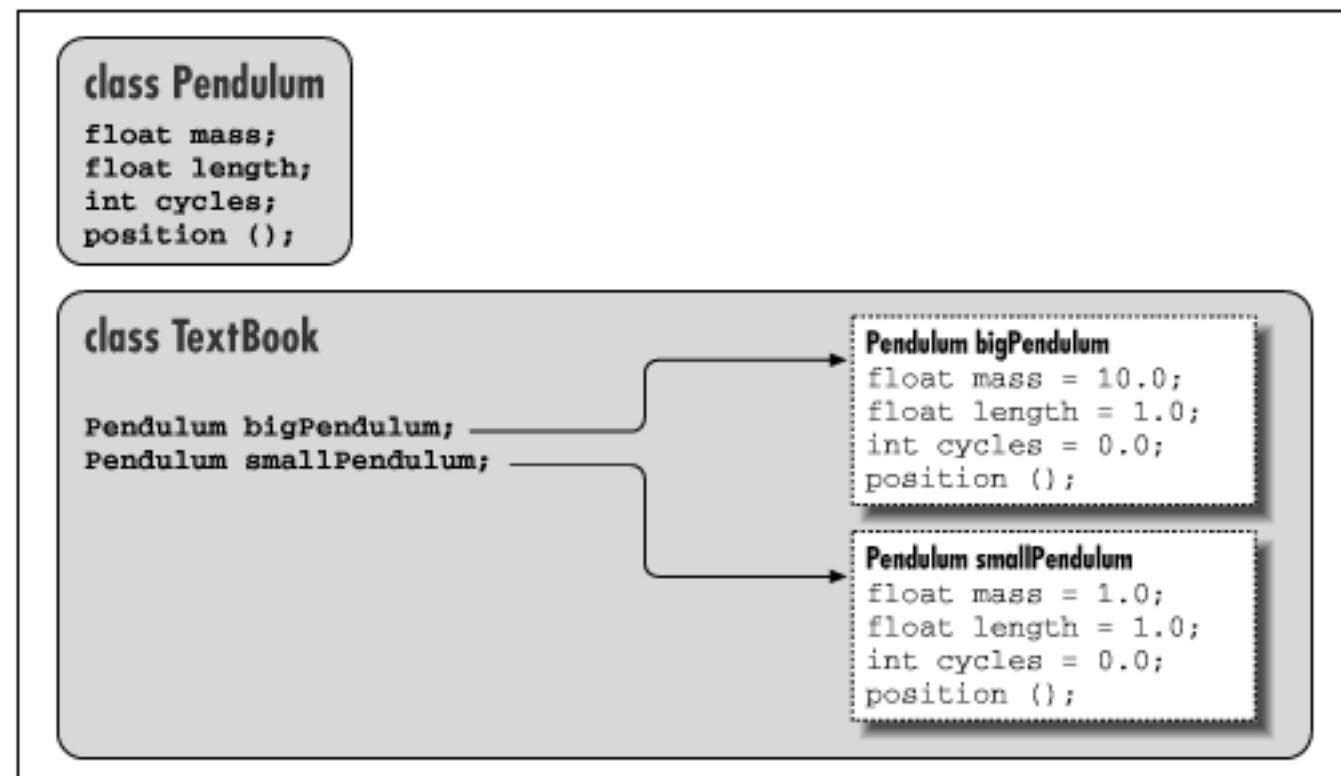 class Pendulum
float mass;
float length;
int cycles;
position ();
class TextBook
Pendulum bigPendulum;
Pendulum smallPendulum;
Pendulum bigPendulum
float mass = 10.0;
float length = 1.0;
int cycles = 0.0;
position ();
Pendulum smallPendulum
float mass = 1.0;
float length = 1.0;
int cycles = 0.0;
position ();